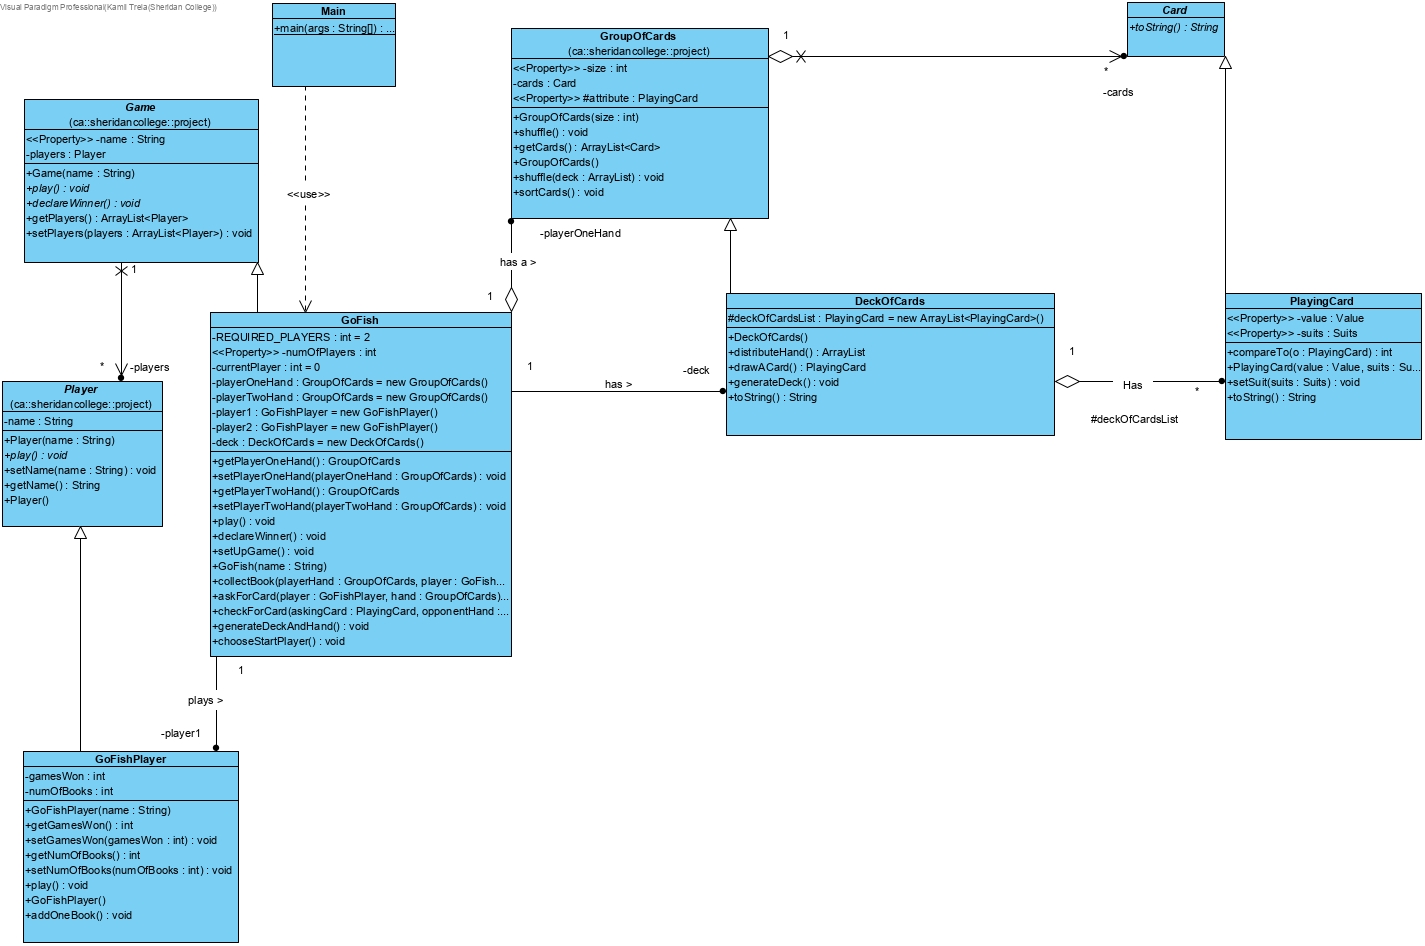 Visual Paradigm Professional(Kamil Trela(Sheridan College))
Main
+main(args : String[]) : ...
<<use>>
Game
(ca::sheridancollege::project)
<<Property>> -name : String
-players : Player
+Game(name : String)
+play() : void
+declareWinner() : void
+getPlayers() : ArrayList<Player>
+setPlayers(players : ArrayList<Player>) : void
1
*
-players
Player
(ca::sheridancollege::project)
-name : String
+Player(name : String)
+play() : void
+setName(name : String) : void
+getName() : String
+Player()
GroupOfCards
(ca::sheridancollege::project)
<<Property>> -size : int
-cards : Card
<<Property>> #attribute : PlayingCard
+GroupOfCards(size : int)
+shuffle() : void
+getCards() : ArrayList<Card>
+GroupOfCards()
+shuffle(deck : ArrayList) : void
+sortCards() : void
1
*
-cards
Card
+toString() : String
-playerOneHand
has a >
1
GoFish
-REQUIRED_PLAYERS : int = 2
<<Property>> -numOfPlayers : int
-currentPlayer : int = 0
-playerOneHand : GroupOfCards = new GroupOfCards()
-playerTwoHand : GroupOfCards = new GroupOfCards()
-player1 : GoFishPlayer = new GoFishPlayer()
-player2 : GoFishPlayer = new GoFishPlayer()
-deck : DeckOfCards = new DeckOfCards()
+getPlayerOneHand() : GroupOfCards
+setPlayerOneHand(playerOneHand : GroupOfCards) : void
+getPlayerTwoHand() : GroupOfCards
+setPlayerTwoHand(playerTwoHand : GroupOfCards) : void
+play() : void
+declareWinner() : void
+setUpGame() : void
+GoFish(name : String)
+collectBook(playerHand : GroupOfCards, player : GoFish...
+askForCard(player : GoFishPlayer, hand : GroupOfCards)...
+checkForCard(askingCard : PlayingCard, opponentHand :...
+generateDeckAndHand() : void
+chooseStartPlayer() : void
1
has >
-deck
DeckOfCards
#deckOfCardsList : PlayingCard = new ArrayList<PlayingCard>()
+DeckOfCards()
+distributeHand() : ArrayList
+drawACard() : PlayingCard
+generateDeck() : void
+toString() : String
1
Has
*
#deckOfCardsList
PlayingCard
<<Property>> -value : Value
<<Property>> -suits : Suits
+compareTo(o : PlayingCard) : int
+PlayingCard(value : Value, suits : Su...
+setSuit(suits : Suits) : void
+toString() : String
1
plays >
-player1
GoFishPlayer
-gamesWon : int
-numOfBooks : int
+GoFishPlayer(name : String)
+getGamesWon() : int
+setGamesWon(gamesWon : int) : void
+getNumOfBooks() : int
+setNumOfBooks(numOfBooks : int) : void
+play() : void
+GoFishPlayer()
+addOneBook() : void